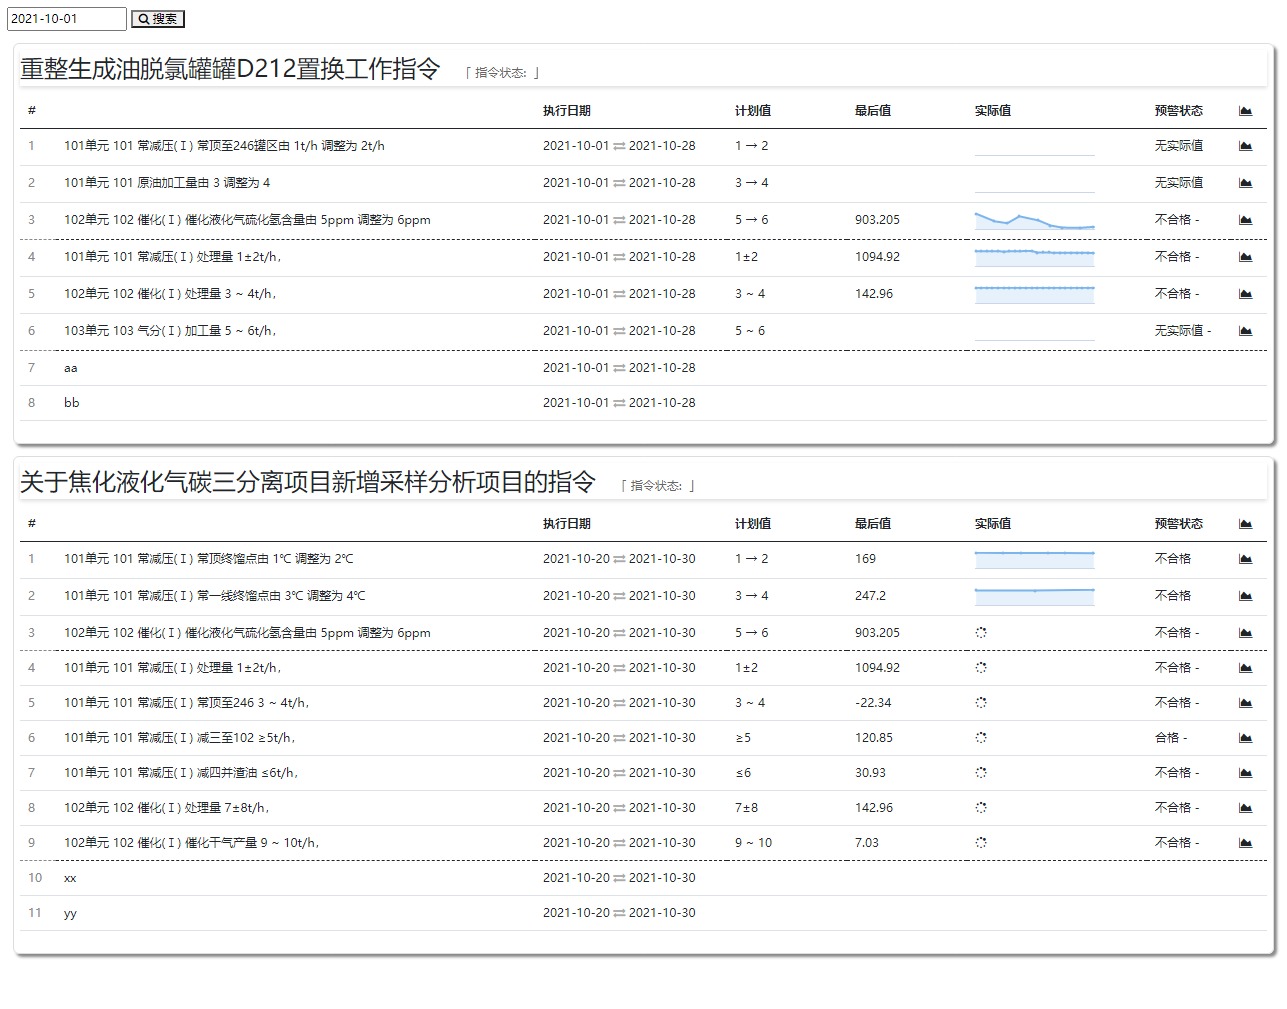 2021-10-01 搜索
重整生成油脱氯罐罐D212置换工作指令 「 指令状态: 」
# 执行日期 计划值 最后值 实际值 预警状态
1 101单元 101 常减压(Ⅰ) 常顶至246罐区由 1t/h 调整为 2t/h 2021-10-01 ⇌ 2021-10-28 1 → 2 无实际值
2 101单元 101 原油加工量由 3 调整为 4 2021-10-01 ⇌ 2021-10-28 3 → 4 无实际值
3 102单元 102 催化(Ⅰ) 催化液化气硫化氢含量由 5ppm 调整为 6ppm 2021-10-01 ⇌ 2021-10-28 5 → 6 903.205 不合格 -
4 101单元 101 常减压(Ⅰ) 处理量 1±2t/h, 2021-10-01 ⇌ 2021-10-28 1±2 1094.92 不合格 -
5 102单元 102 催化(Ⅰ) 处理量 3 ~ 4t/h, 2021-10-01 ⇌ 2021-10-28 3 ~ 4 142.96 不合格 -
6 103单元 103 气分(Ⅰ) 加工量 5 ~ 6t/h, 2021-10-01 ⇌ 2021-10-28 5 ~ 6 无实际值 -
7 aa 2021-10-01 ⇌ 2021-10-28
8 bb 2021-10-01 ⇌ 2021-10-28
关于焦化液化气碳三分离项目新增采样分析项目的指令 「 指令状态: 」
# 执行日期 计划值 最后值 实际值 预警状态
1 101单元 101 常减压(Ⅰ) 常顶终馏点由 1℃ 调整为 2℃ 2021-10-20 ⇌ 2021-10-30 1 → 2 169 不合格
2 101单元 101 常减压(Ⅰ) 常一线终馏点由 3℃ 调整为 4℃ 2021-10-20 ⇌ 2021-10-30 3 → 4 247.2 不合格
3 102单元 102 催化(Ⅰ) 催化液化气硫化氢含量由 5ppm 调整为 6ppm 2021-10-20 ⇌ 2021-10-30 5 → 6 903.205 不合格 -
4 101单元 101 常减压(Ⅰ) 处理量 1±2t/h, 2021-10-20 ⇌ 2021-10-30 1±2 1094.92 不合格 -
5 101单元 101 常减压(Ⅰ) 常顶至246 3 ~ 4t/h, 2021-10-20 ⇌ 2021-10-30 3 ~ 4 -22.34 不合格 -
6 101单元 101 常减压(Ⅰ) 减三至102 ≥5t/h, 2021-10-20 ⇌ 2021-10-30 ≥5 120.85 合格 -
7 101单元 101 常减压(Ⅰ) 减四并渣油 ≤6t/h, 2021-10-20 ⇌ 2021-10-30 ≤6 30.93 不合格 -
8 102单元 102 催化(Ⅰ) 处理量 7±8t/h, 2021-10-20 ⇌ 2021-10-30 7±8 142.96 不合格 -
9 102单元 102 催化(Ⅰ) 催化干气产量 9 ~ 10t/h, 2021-10-20 ⇌ 2021-10-30 9 ~ 10 7.03 不合格 -
10 xx 2021-10-20 ⇌ 2021-10-30
11 yy 2021-10-20 ⇌ 2021-10-30